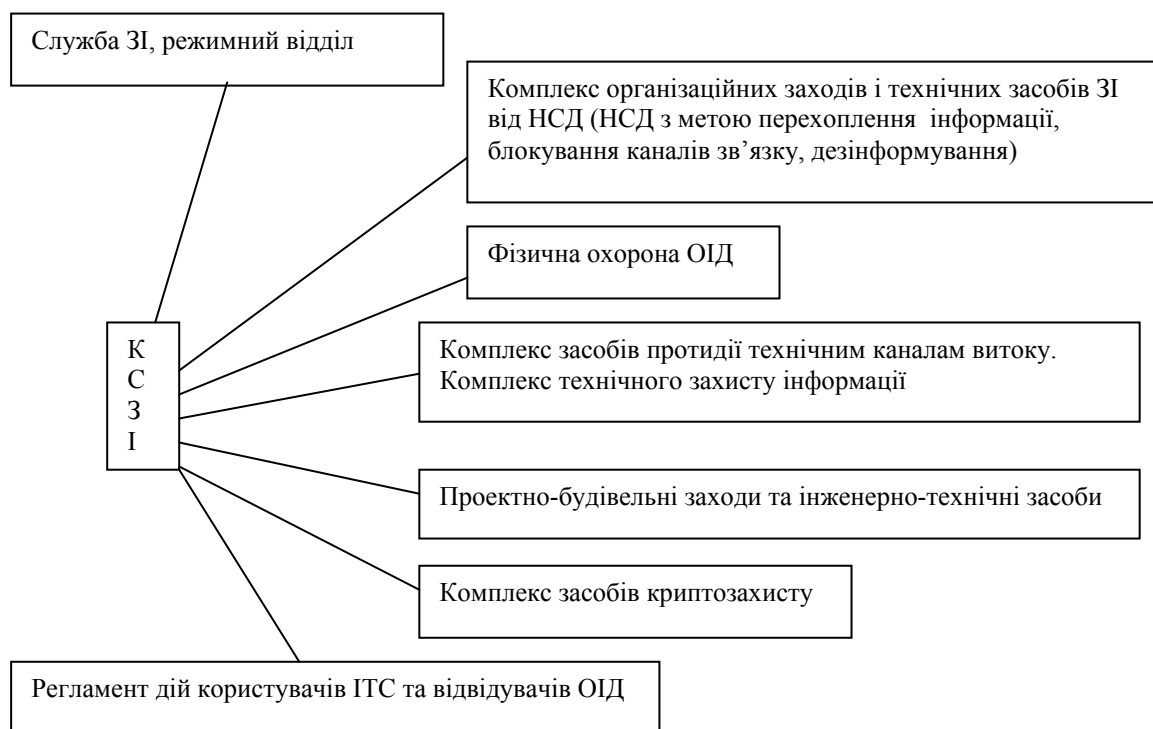 Служба ЗІ, режимний відділ
Комплекс організаційних заходів і технічних засобів ЗІ
від НСД (НСД з метою перехоплення інформації,
блокування каналів зв’язку, дезінформування)
Фізична охорона ОІД
К
С
З
І
Комплекс засобів протидії технічним каналам витоку.
Комплекс технічного захисту інформації
Проектно-будівельні заходи та інженерно-технічні засоби
Комплекс засобів криптозахисту
Регламент дій користувачів ІТС та відвідувачів ОІД